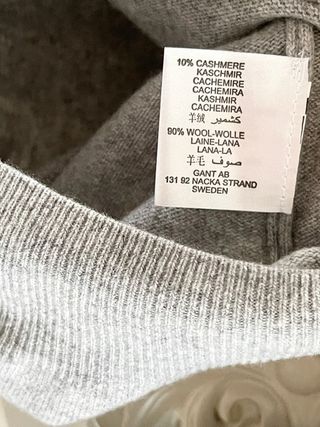 10% CASHMERE
KASCHMIR
CACHEMIRE
CACHEMIRA
KASHMIR
CACHEMIRA
羊绒 كشمير
90% WOOL-WOLLE
LAINE-LANA
LANA-LA
羊毛 صوف
GANT AB
131 92 NACKA STRAND
SWEDEN